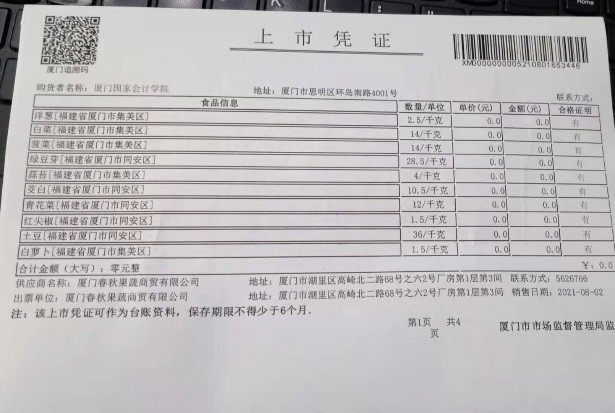 上市凭证
厦门追溯码
XM0000000005210801653446
购货者名称：厦门国家会计学院 地址：厦门市思明区环岛南路4001号 联系方式：
食品信息 数量/单位 单价(元) 金额(元) 合格证明
洋葱[福建省厦门市集美区] 2.5/千克 0.0 0.0 有
白菜[福建省厦门市集美区] 14/千克 0.0 0.0 有
菠菜[福建省厦门市集美区] 14/千克 0.0 0.0 有
绿豆芽[福建省厦门市同安区] 28.5/千克 0.0 0.0 有
蒜苔[福建省厦门市集美区] 4/千克 0.0 0.0 有
茭白[福建省厦门市同安区] 10.5/千克 0.0 0.0 有
青花菜[福建省厦门市同安区] 12/千克 0.0 0.0 有
红尖椒[福建省厦门市同安区] 1.5/千克 0.0 0.0 有
土豆[福建省厦门市同安区] 36/千克 0.0 0.0 有
白萝卜[福建省厦门市集美区] 1.5/千克 0.0 0.0 有
合计金额（大写）：零元整 ¥：0.0
供应商名称：厦门春秋果蔬商贸有限公司 地址：厦门市湖里区高崎北二路68号之六2号厂房第1层第3间 联系方式：5626766
出票单位：厦门春秋果蔬商贸有限公司 地址：厦门市湖里区高崎北二路68号之六2号厂房第1层第3间 销售日期：2021-08-02
注：该上市凭证可作为台账资料，保存期限不得少于6个月.
第1页 共4页 厦门市市场监督管理局监